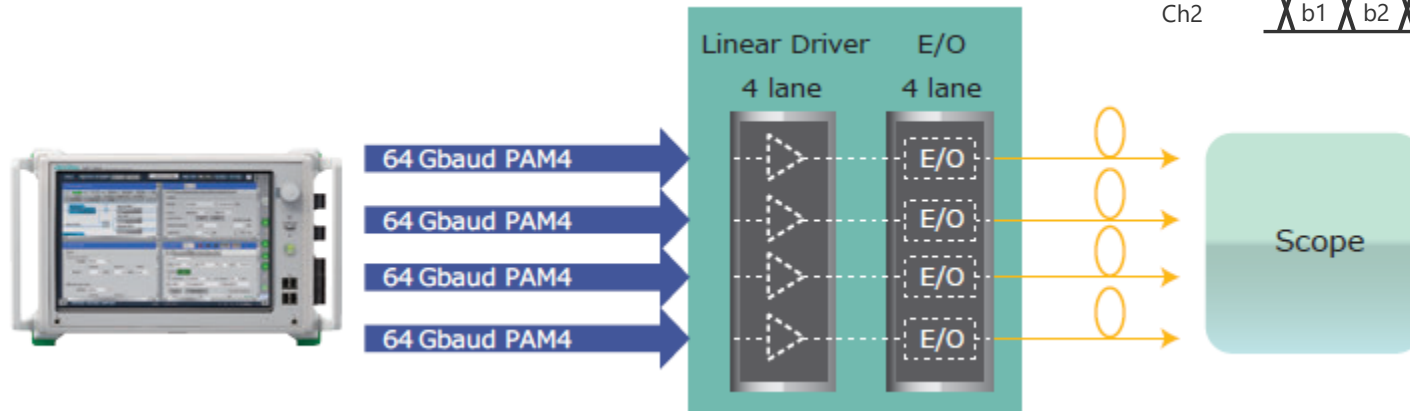 Ch2
b1 b2
Linear Driver E/O
4 lane 4 lane
64 Gbaud PAM4 E/O
64 Gbaud PAM4 E/O
64 Gbaud PAM4 E/O
64 Gbaud PAM4 E/O
Scope